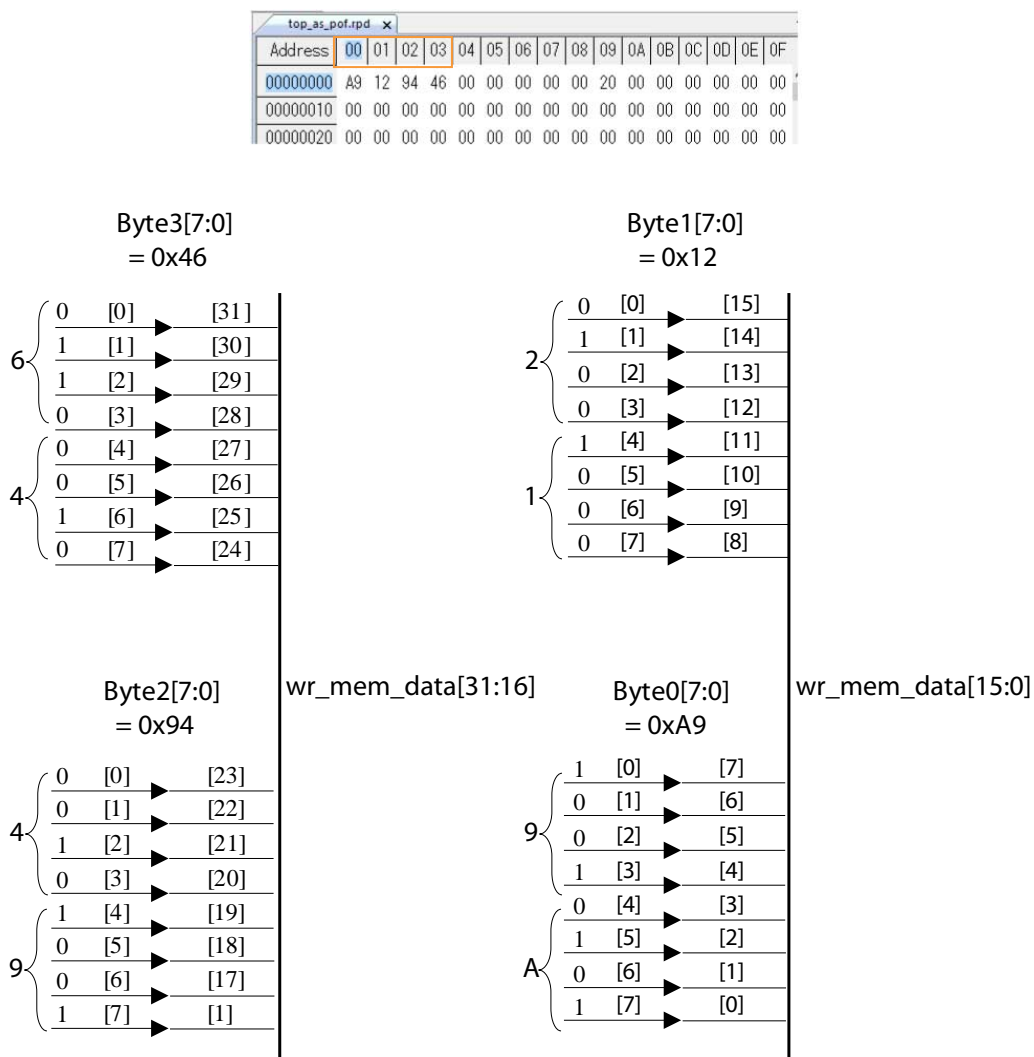 top_as_pof.rpd x
Address 00 01 02 03 04 05 06 07 08 09 0A 0B 0C 0D 0E 0F
00000000 A9 12 94 46 00 00 00 00 00 20 00 00 00 00 00 00
00000010 00 00 00 00 00 00 00 00 00 00 00 00 00 00 00 00
00000020 00 00 00 00 00 00 00 00 00 00 00 00 00 00 00 00
Byte3[7:0]
= 0x46
6
0 [0] [31]
1 [1] [30]
1 [2] [29]
0 [3] [28]
4
0 [4] [27]
0 [5] [26]
1 [6] [25]
0 [7] [24]
Byte2[7:0]
= 0x94
4
0 [0] [23]
0 [1] [22]
1 [2] [21]
0 [3] [20]
9
1 [4] [19]
0 [5] [18]
0 [6] [17]
1 [7] [1]
wr_mem_data[31:16]
Byte1[7:0]
= 0x12
2
0 [0] [15]
1 [1] [14]
0 [2] [13]
0 [3] [12]
1
1 [4] [11]
0 [5] [10]
0 [6] [9]
0 [7] [8]
Byte0[7:0]
= 0xA9
9
1 [0] [7]
0 [1] [6]
0 [2] [5]
1 [3] [4]
A
0 [4] [3]
1 [5] [2]
0 [6] [1]
1 [7] [0]
wr_mem_data[15:0]